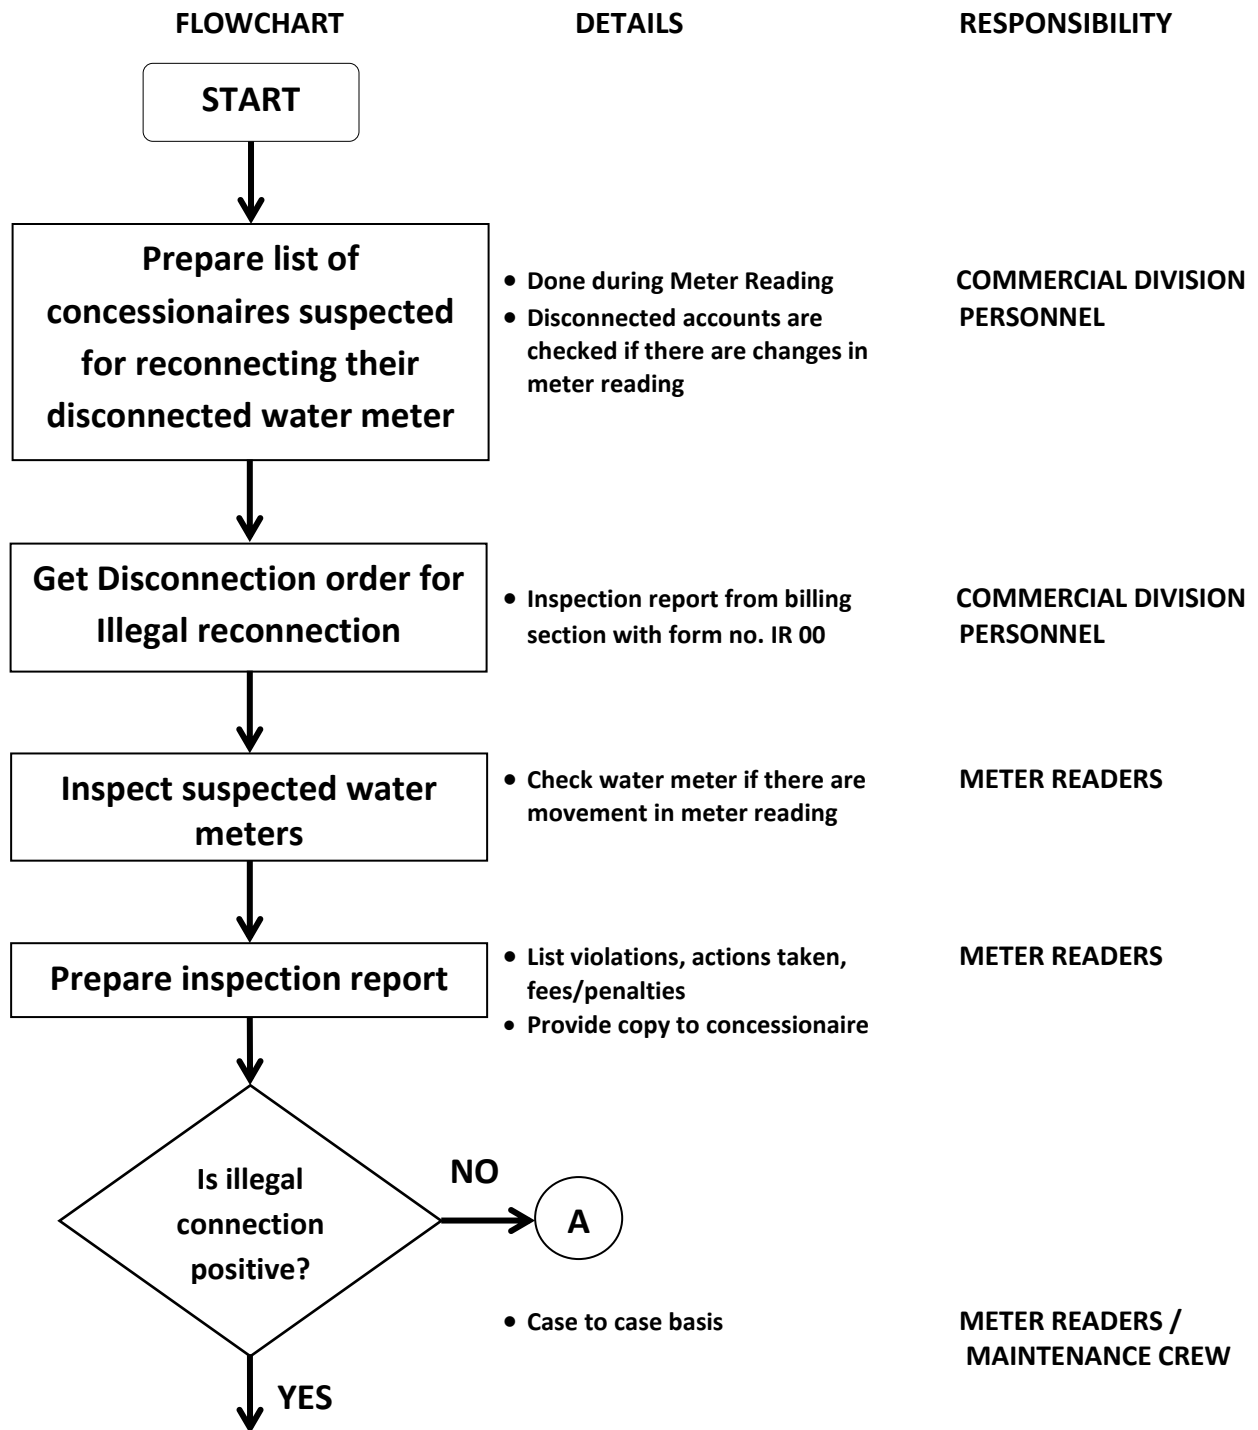 FLOWCHART
DETAILS
RESPONSIBILITY
START
Prepare list of
concessionaires suspected
for reconnecting their
disconnected water meter
• Done during Meter Reading
• Disconnected accounts are
checked if there are changes in
meter reading
COMMERCIAL DIVISION
PERSONNEL
Get Disconnection order for
Illegal reconnection
• Inspection report from billing
section with form no. IR 00
COMMERCIAL DIVISION
PERSONNEL
Inspect suspected water
meters
• Check water meter if there are
movement in meter reading
METER READERS
Prepare inspection report
• List violations, actions taken,
fees/penalties
• Provide copy to concessionaire
METER READERS
Is illegal
connection
positive?
NO
A
• Case to case basis
METER READERS /
MAINTENANCE CREW
YES